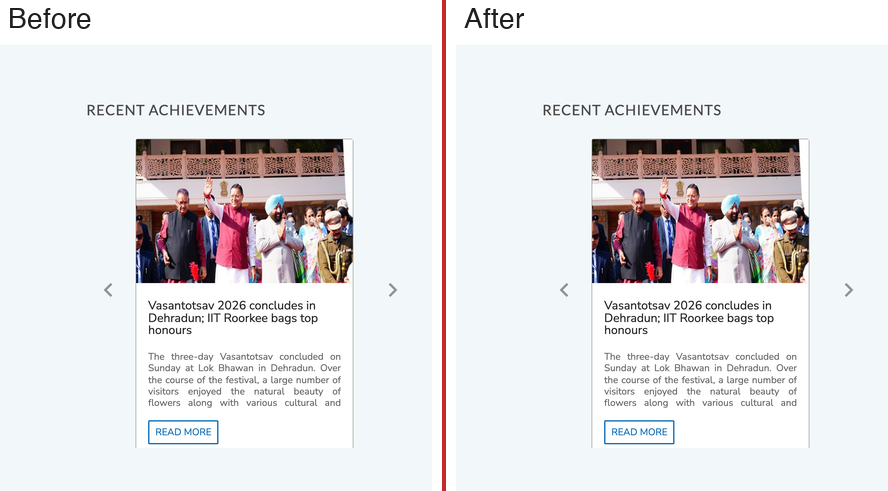 Before
RECENT ACHIEVEMENTS
Vasantotsav 2026 concludes in
Dehradun; IIT Roorkee bags top
honours
The three-day Vasantotsav concluded on
Sunday at Lok Bhawan in Dehradun. Over
the course of the festival, a large number of
visitors enjoyed the natural beauty of
flowers along with various cultural and
READ MORE
After
RECENT ACHIEVEMENTS
Vasantotsav 2026 concludes in
Dehradun; IIT Roorkee bags top
honours
The three-day Vasantotsav concluded on
Sunday at Lok Bhawan in Dehradun. Over
the course of the festival, a large number of
visitors enjoyed the natural beauty of
flowers along with various cultural and
READ MORE